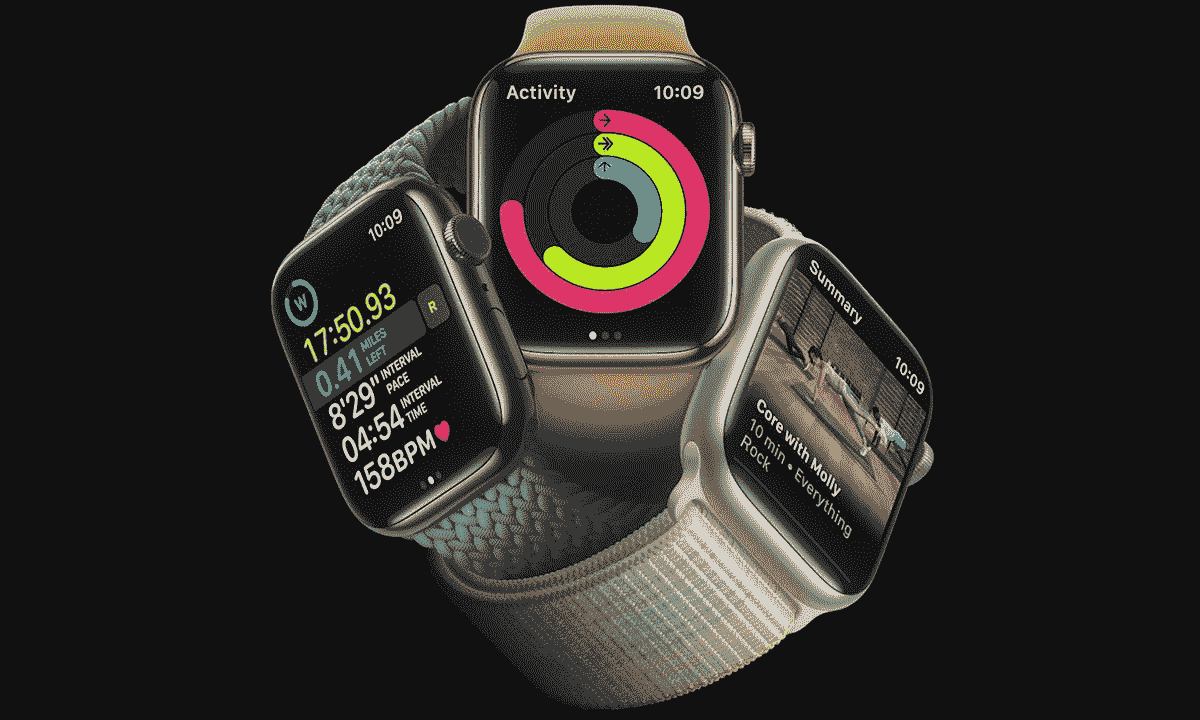 Activity 10:09
10:09
W
17:50.93
0.41 MILES LEFT
R
8'29" INTERVAL PACE
04:54 INTERVAL TIME
158BPM
Summary
10:09
Core with Molly
10 min • Everything
Rock